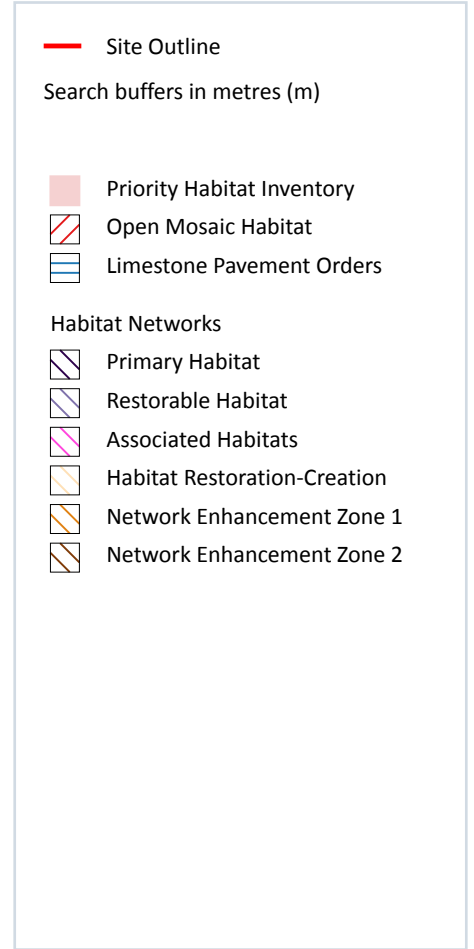 Site Outline
Search buffers in metres (m)
Priority Habitat Inventory
Open Mosaic Habitat
Limestone Pavement Orders
Habitat Networks
Primary Habitat
Restorable Habitat
Associated Habitats
Habitat Restoration-Creation
Network Enhancement Zone 1
Network Enhancement Zone 2